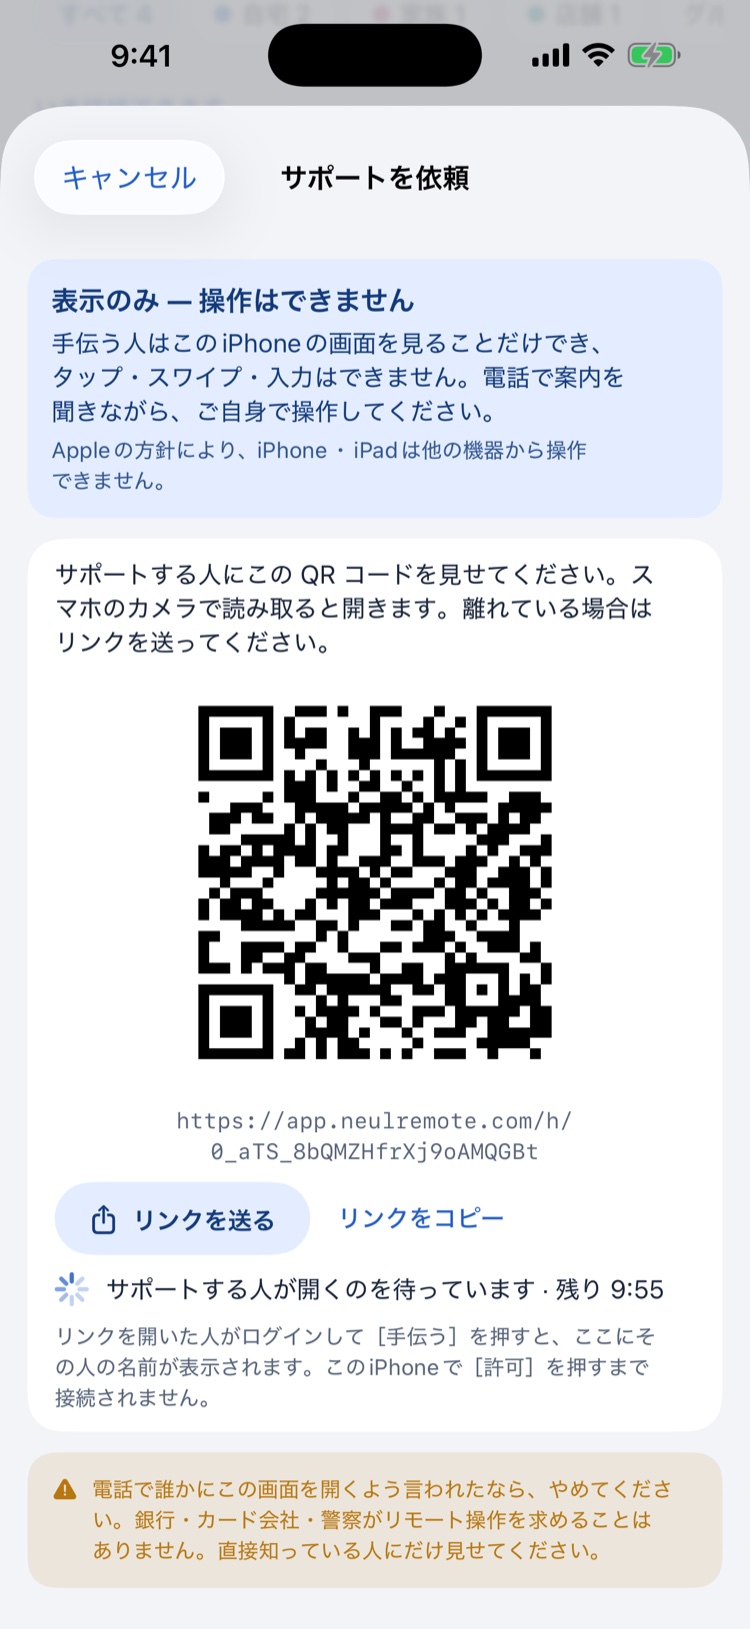 すべて 4 自宅 2 店舗 1
9:41
キャンセル
サポートを依頼
表示のみ — 操作はできません
手伝う人はこのiPhoneの画面を見ることだけでき、
タップ・スワイプ・入力はできません。電話で案内を
聞きながら、ご自身で操作してください。
Appleの方針により、iPhone・iPadは他の機器から操作
できません。
サポートする人にこの QR コードを見せてください。ス
マホのカメラで読み取ると開きます。離れている場合は
リンクを送ってください。
https://app.neulremote.com/h/
0_aTS_8bQMZHfrXj9oAMQGBt
リンクを送る
リンクをコピー
サポートする人が開くのを待っています · 残り 9:55
リンクを開いた人がログインして［手伝う］を押すと、ここにそ
の人の名前が表示されます。このiPhoneで［許可］を押すまで
接続されません。
電話で誰かにこの画面を開くよう言われたなら、やめてくださ
い。銀行・カード会社・警察がリモート操作を求めることは
ありません。直接知っている人にだけ見せてください。